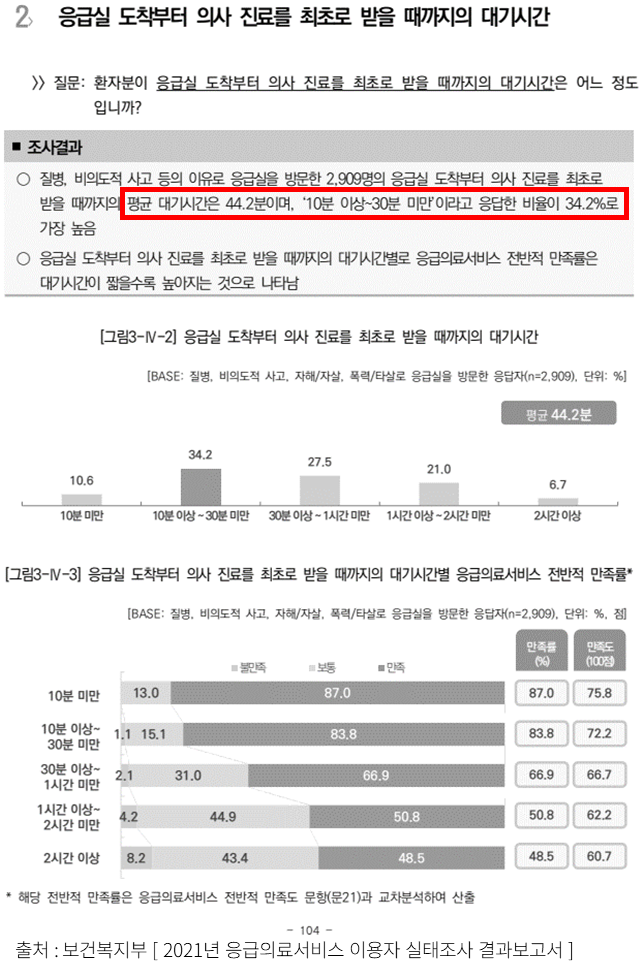 2> 응급실 도착부터 의사 진료를 최초로 받을 때까지의 대기시간
>> 질문: 환자분이 응급실 도착부터 의사 진료를 최초로 받을 때까지의 대기시간은 어느 정도
입니까?
■ 조사결과
○ 질병, 비의도적 사고 등의 이유로 응급실을 방문한 2,909명의 응급실 도착부터 의사 진료를 최초로
받을 때까지의 평균 대기시간은 44.2분이며, '10분 이상~30분 미만'이라고 응답한 비율이 34.2%로
가장 높음
○ 응급실 도착부터 의사 진료를 최초로 받을 때까지의 대기시간별로 응급의료서비스 전반적 만족률은
대기시간이 짧을수록 높아지는 것으로 나타남
[그림3-Ⅳ-2] 응급실 도착부터 의사 진료를 최초로 받을 때까지의 대기시간
[BASE: 질병, 비의도적 사고, 자해/자살, 폭력/타살로 응급실을 방문한 응답자(n=2,909), 단위: %]
평균 44.2분
10.6 34.2 27.5 21.0 6.7
10분 미만 10분 이상~30분 미만 30분 이상~1시간 미만 1시간 이상~2시간 미만 2시간 이상
[그림3-Ⅳ-3] 응급실 도착부터 의사 진료를 최초로 받을 때까지의 대기시간별 응급의료서비스 전반적 만족률*
[BASE: 질병, 비의도적 사고, 자해/자살, 폭력/타살로 응급실을 방문한 응답자(n=2,909), 단위: %, 점]
■불만족 ■보통 ■만족 만족률 (%) 만족도 (100점)
10분 미만 13.0 87.0 87.0 75.8
10분 이상~
30분 미만 1.1 15.1 83.8 83.8 72.2
30분 이상~
1시간 미만 2.1 31.0 66.9 66.9 66.7
1시간 이상~
2시간 미만 4.2 44.9 50.8 50.8 62.2
2시간 이상 8.2 43.4 48.5 48.5 60.7
* 해당 전반적 만족률은 응급의료서비스 전반적 만족도 문항(문21)과 교차분석하여 산출
- 104 -
출처 : 보건복지부 [ 2021년 응급의료서비스 이용자 실태조사 결과보고서 ]